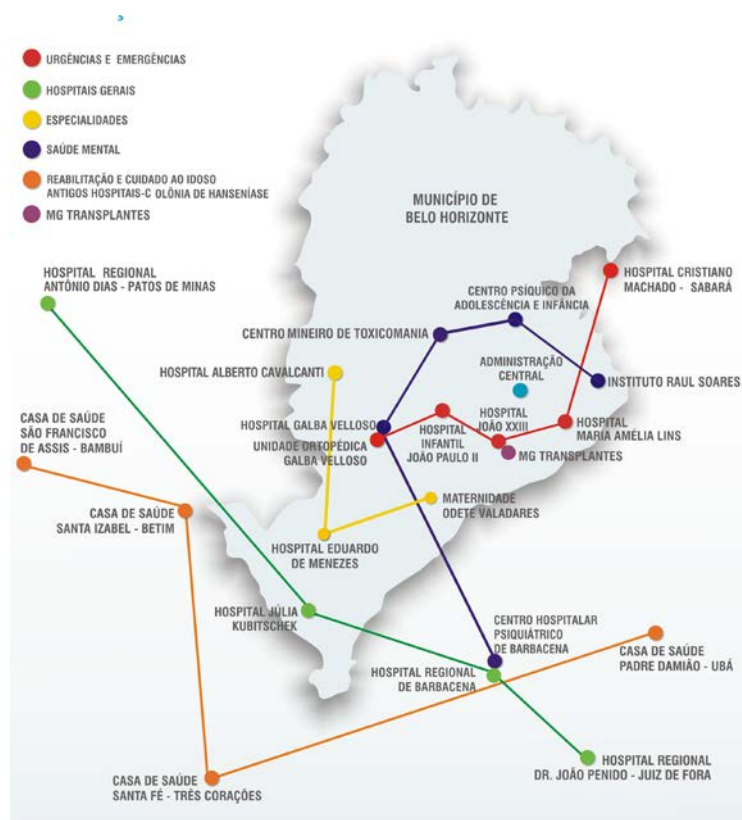 URGÊNCIAS E EMERGÊNCIAS
HOSPITAIS GERAIS
ESPECIALIDADES
SAÚDE MENTAL
REABILITAÇÃO E CUIDADO AO IDOSO
ANTIGOS HOSPITAIS-C OLÔNIA DE HANSENÍASE
MG TRANSPLANTES
MUNICÍPIO DE
BELO HORIZONTE
HOSPITAL REGIONAL
ANTÔNIO DIAS - PATOS DE MINAS
HOSPITAL CRISTIANO
MACHADO - SABARÁ
CENTRO PSÍQUICO DA
ADOLESCÊNCIA E INFÂNCIA
CENTRO MINEIRO DE TOXICOMANIA
HOSPITAL ALBERTO CAVALCANTI
ADMINISTRAÇÃO
CENTRAL
INSTITUTO RAUL SOARES
HOSPITAL GALBA VELLOSO
UNIDADE ORTOPÉDICA
GALBA VELLOSO
HOSPITAL
INFANTIL
JOÃO PAULO II
HOSPITAL
JOÃO XXIII
HOSPITAL
MARIA AMÉLIA LINS
MG TRANSPLANTES
CASA DE SAÚDE
SÃO FRANCISCO
DE ASSIS - BAMBUÍ
CASA DE SAÚDE
SANTA IZABEL - BETIM
MATERNIDADE
ODETE VALADARES
HOSPITAL EDUARDO
DE MENEZES
HOSPITAL JÚLIA
KUBITSCHEK
CENTRO HOSPITALAR
PSIQUIÁTRICO
DE BARBACENA
HOSPITAL REGIONAL
DE BARBACENA
CASA DE SAÚDE
PADRE DAMIÃO - UBÁ
HOSPITAL REGIONAL
DR. JOÃO PENIDO - JUIZ DE FORA
CASA DE SAÚDE
SANTA FÉ - TRÊS CORAÇÕES